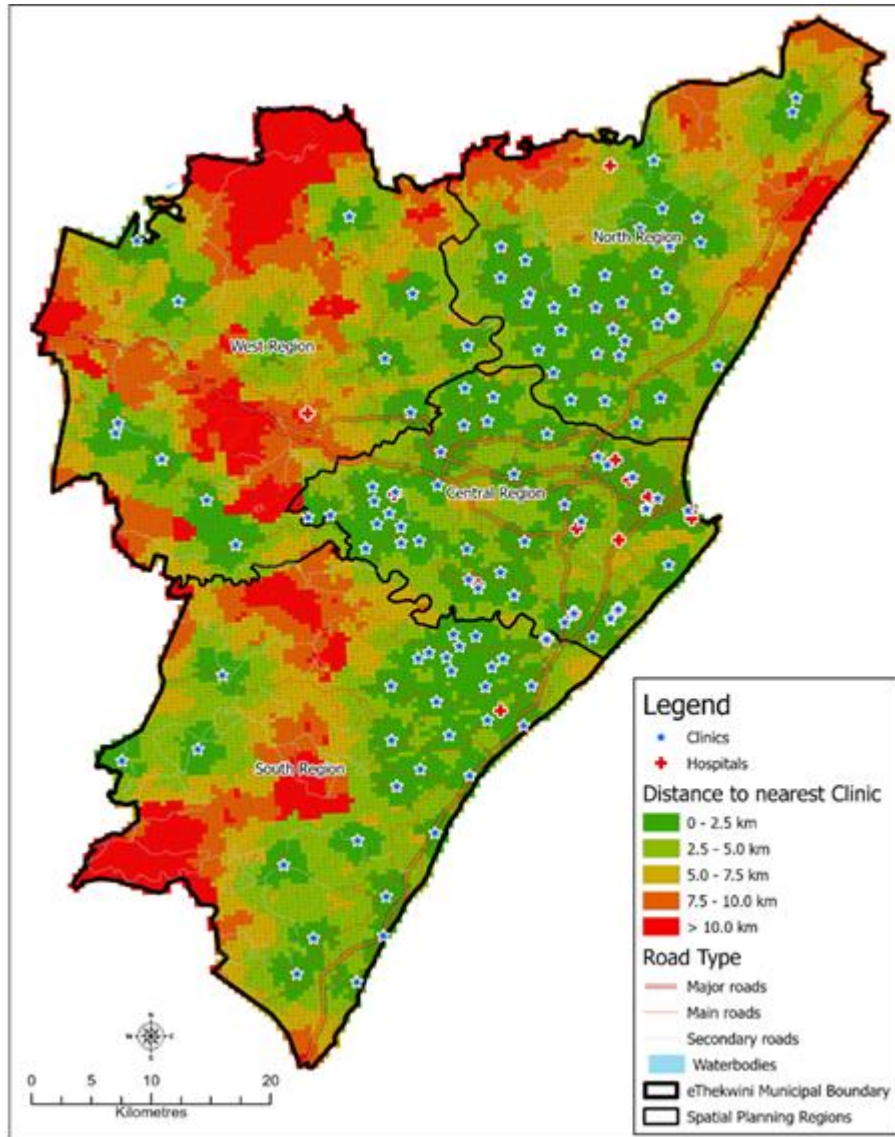 North Region
West Region
Central Region
South Region
Legend
Clinics
Hospitals
Distance to nearest Clinic
0 - 2.5 km
2.5 - 5.0 km
5.0 - 7.5 km
7.5 - 10.0 km
> 10.0 km
Road Type
Major roads
Main roads
Secondary roads
Waterbodies
eThekwini Municipal Boundary
Spatial Planning Regions
0 5 10 20
Kilometres